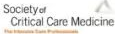 Society of
Critical Care Medicine
The Intensive Care Professionals